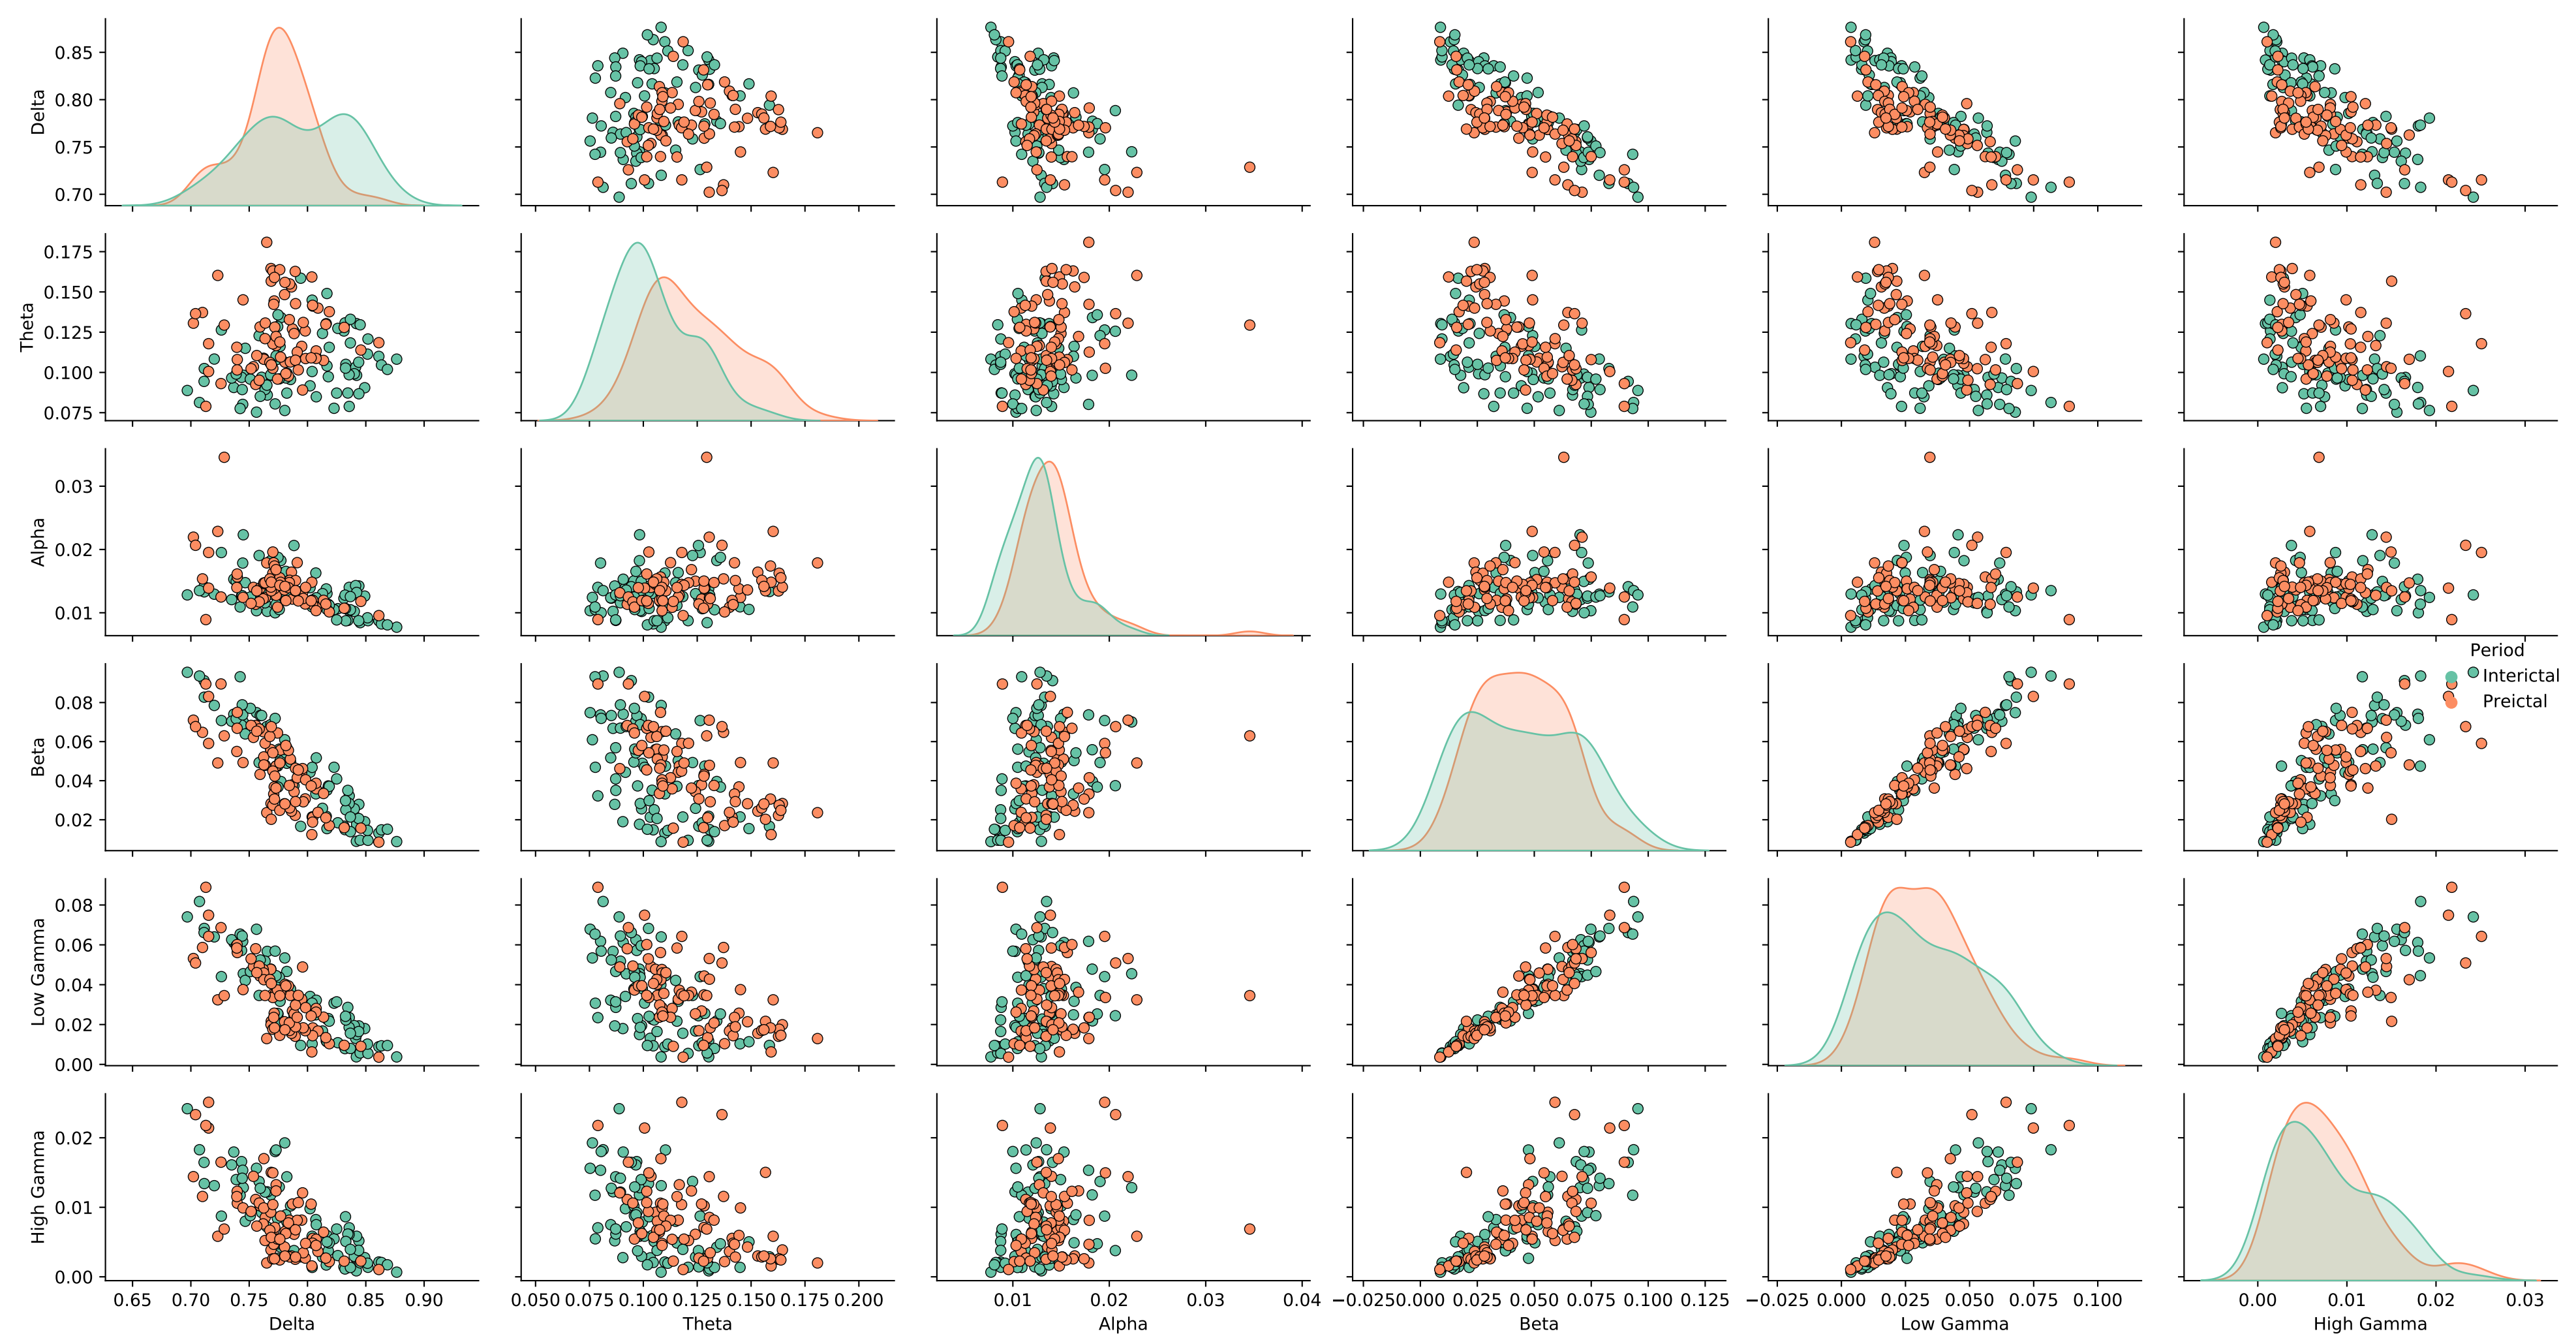 0.85
0.80
0.75
0.70
Delta
0.175
0.150
0.125
0.100
0.075
Theta
0.03
0.02
0.01
Alpha
Period
Interictal
Preictal
0.08
0.06
0.04
0.02
Beta
0.08
0.06
0.04
0.02
0.00
Low Gamma
0.02
0.01
0.00
High Gamma
0.65 0.70 0.75 0.80 0.85 0.90
0.050 0.075 0.100 0.125 0.150 0.175 0.200
0.01 0.02 0.03 0.04
−0.025 0.000 0.025 0.050 0.075 0.100 0.125
−0.025 0.000 0.025 0.050 0.075 0.100
0.00 0.01 0.02 0.03
Delta Theta Alpha Beta Low Gamma High Gamma